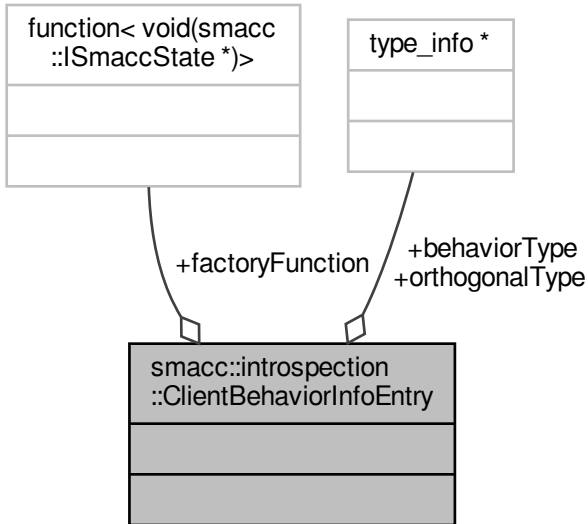 function< void(smacc
::ISmaccState *)>
type_info *
+factoryFunction
+behaviorType
+orthogonalType
smacc::introspection
::ClientBehaviorInfoEntry